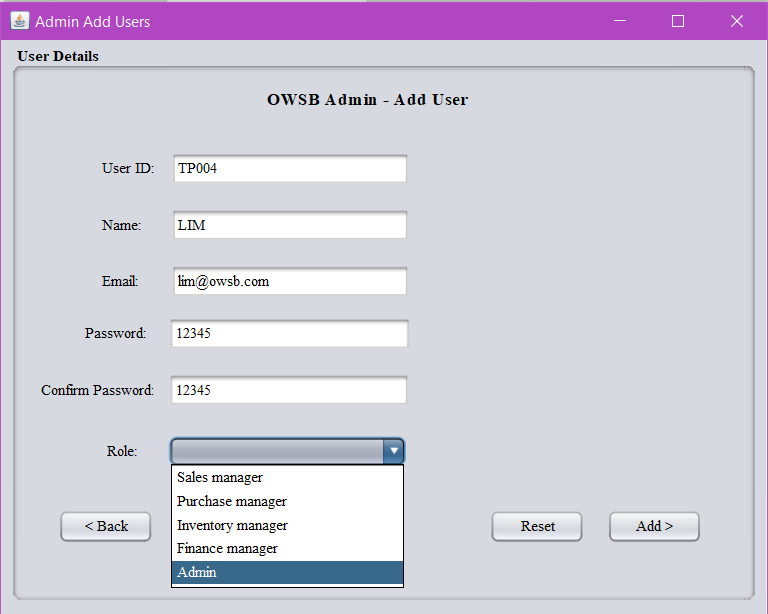 Admin Add Users
User Details
OWSB Admin - Add User
User ID: TP004
Name: LIM
Email: lim@owsb.com
Password: 12345
Confirm Password: 12345
Role:
Sales manager
Purchase manager
Inventory manager
Finance manager
Admin
< Back Reset Add >